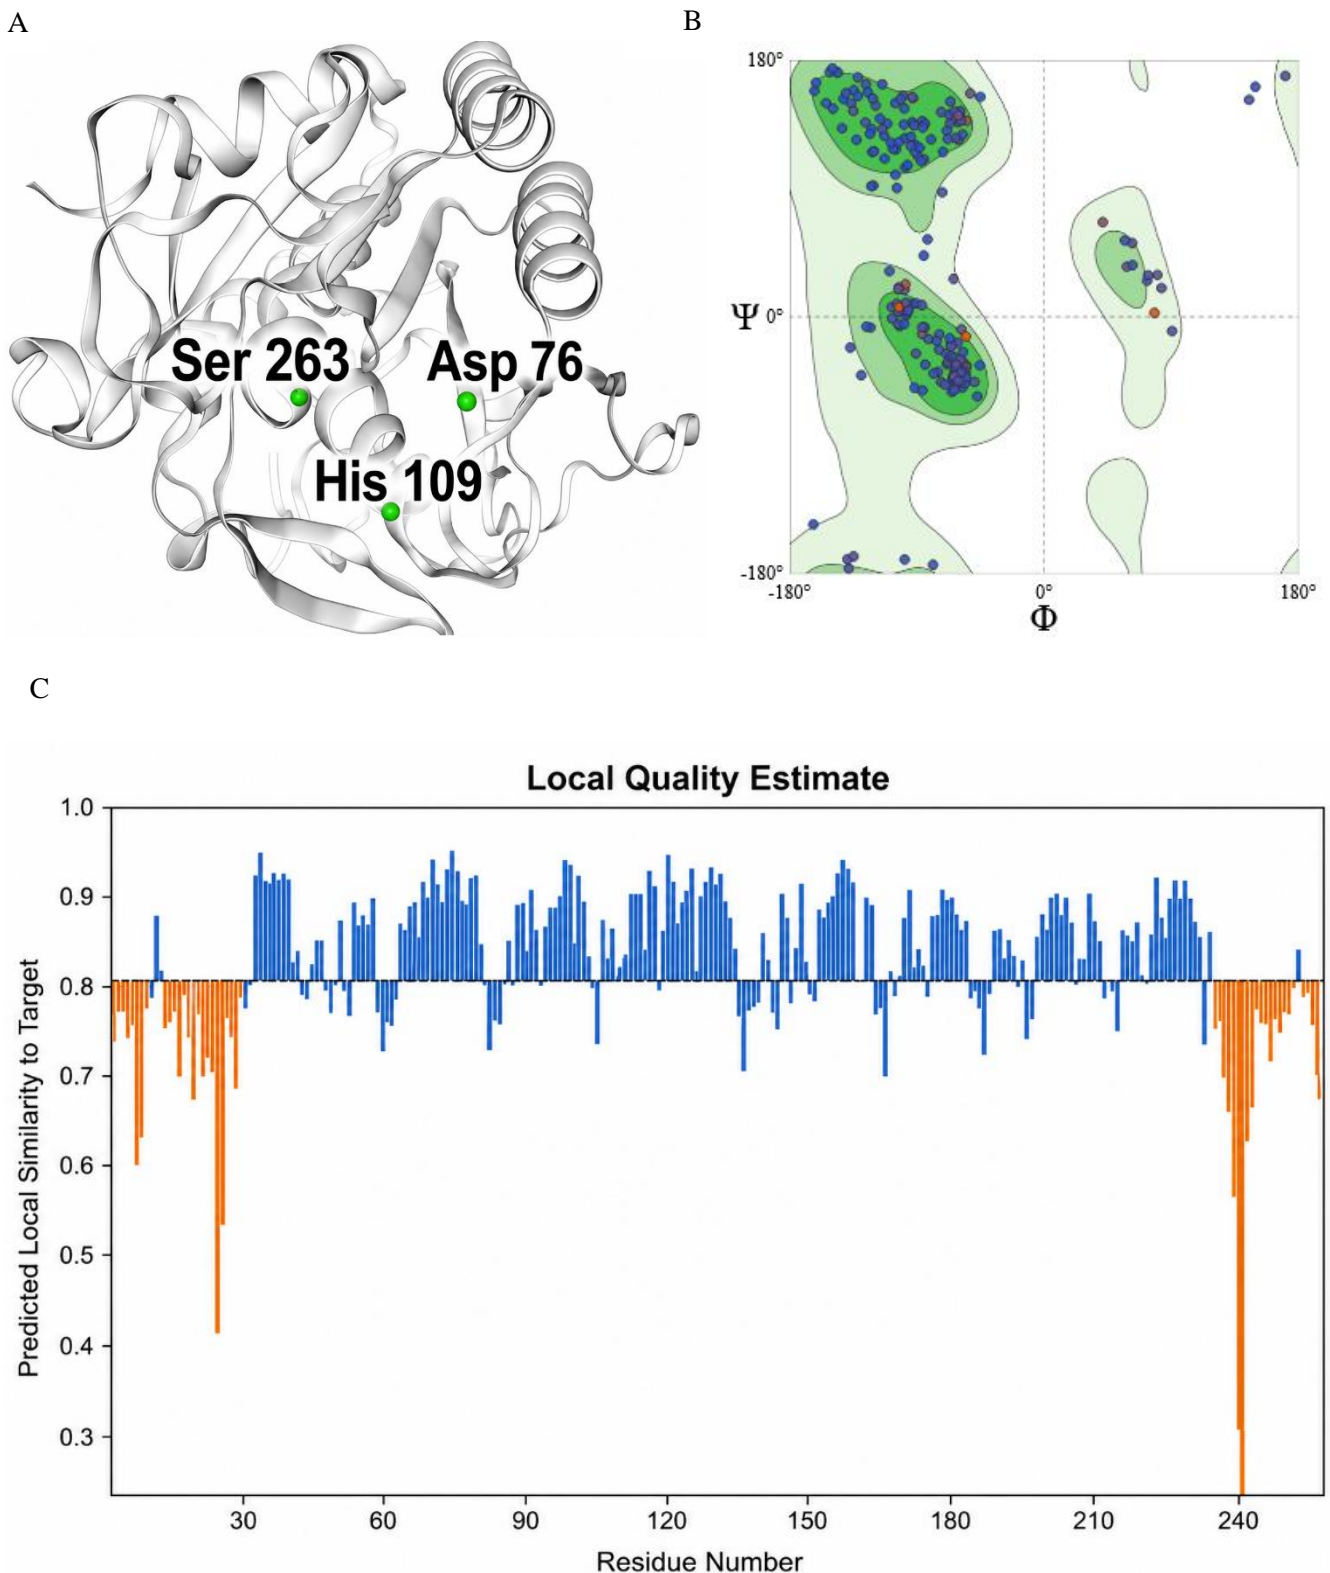 A
B
Ser 263
Asp 76
His 109
180°
Ψ 0°
-180°
-180°
0°
180°
Φ
C
Local Quality Estimate
Predicted Local Similarity to Target
1.0
0.9
0.8
0.7
0.6
0.5
0.4
0.3
30 60 90 120 150 180 210 240
Residue Number